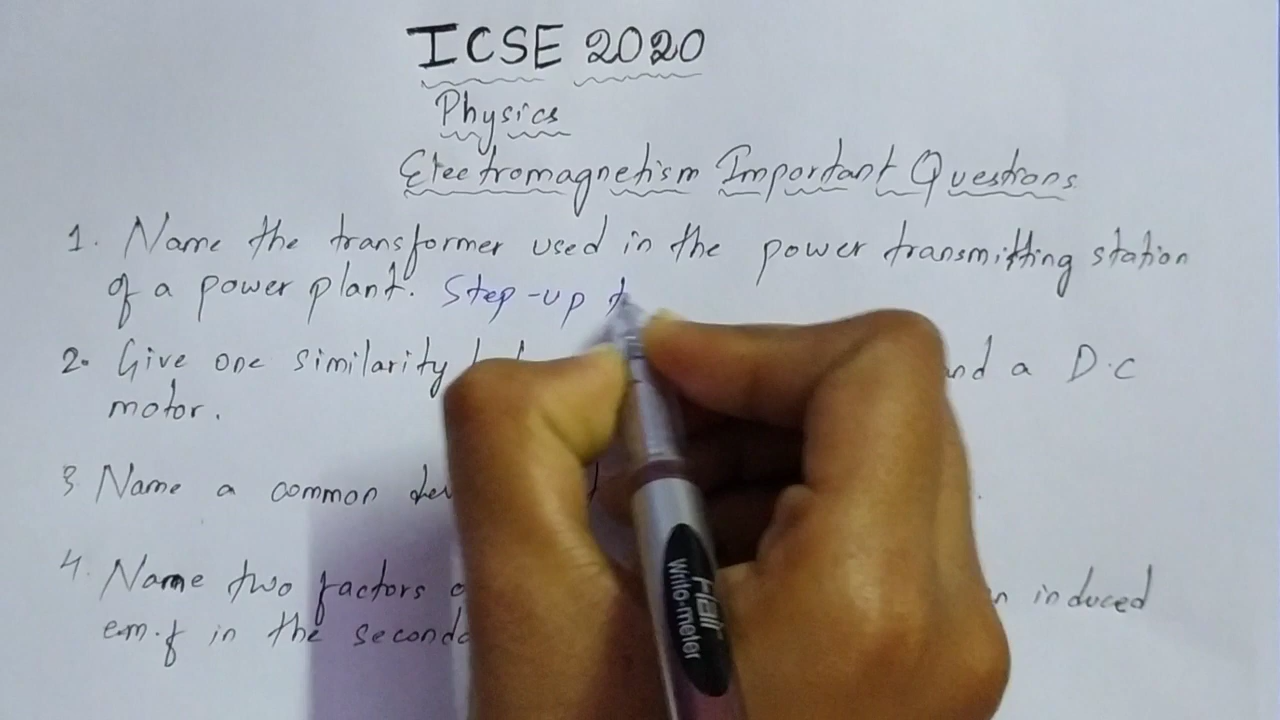 ICSE 2020
Physics
Electromagnetism Important Questions
1. Name the transformer used in the power transmitting station
of a power plant. Step-up t
2. Give one similarity and a D.C
motor.
3 Name a common
4. Name two factors induced
e.m.f in the
Flair
Writo-meter